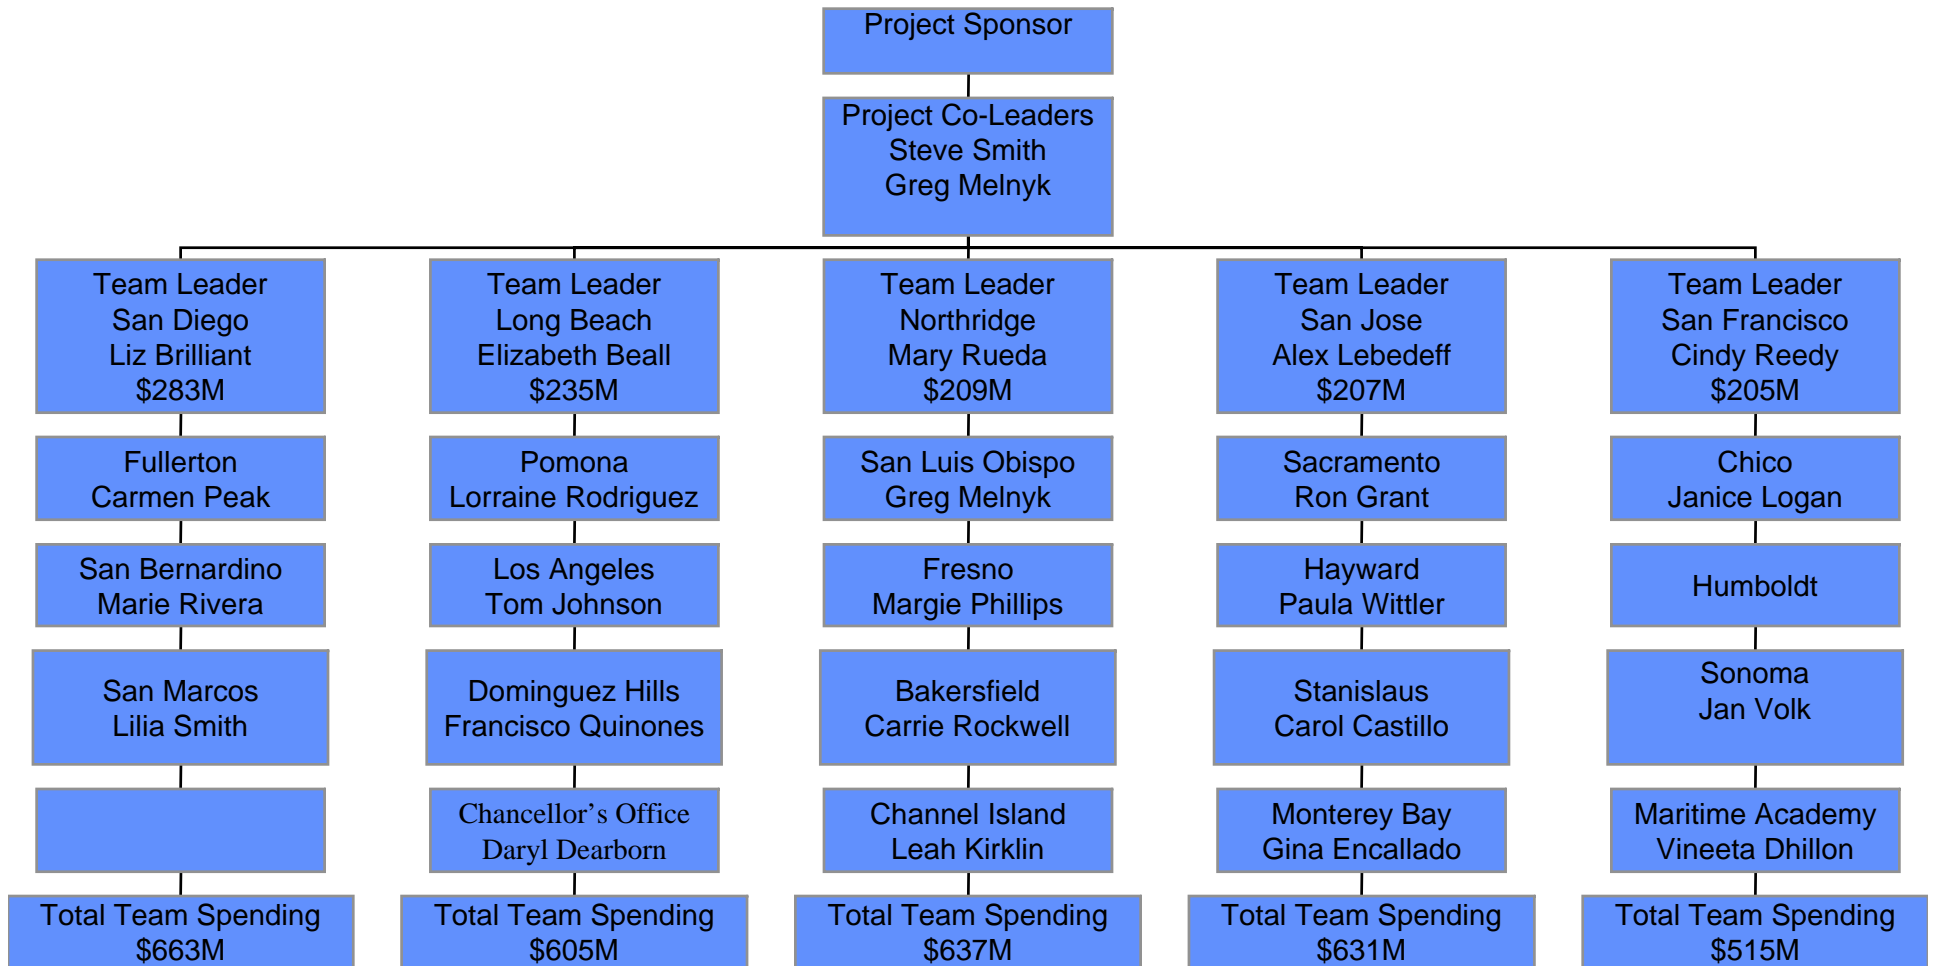 Project Sponsor
Project Co-Leaders
Steve Smith
Greg Melnyk
Team Leader
San Diego
Liz Brilliant
$283M
Fullerton
Carmen Peak
San Bernardino
Marie Rivera
San Marcos
Lilia Smith
Total Team Spending
$663M
Team Leader
Long Beach
Elizabeth Beall
$235M
Pomona
Lorraine Rodriguez
Los Angeles
Tom Johnson
Dominguez Hills
Francisco Quinones
Chancellor’s Office
Daryl Dearborn
Total Team Spending
$605M
Team Leader
Northridge
Mary Rueda
$209M
San Luis Obispo
Greg Melnyk
Fresno
Margie Phillips
Bakersfield
Carrie Rockwell
Channel Island
Leah Kirklin
Total Team Spending
$637M
Team Leader
San Jose
Alex Lebedeff
$207M
Sacramento
Ron Grant
Hayward
Paula Wittler
Stanislaus
Carol Castillo
Monterey Bay
Gina Encallado
Total Team Spending
$631M
Team Leader
San Francisco
Cindy Reedy
$205M
Chico
Janice Logan
Humboldt
Sonoma
Jan Volk
Maritime Academy
Vineeta Dhillon
Total Team Spending
$515M